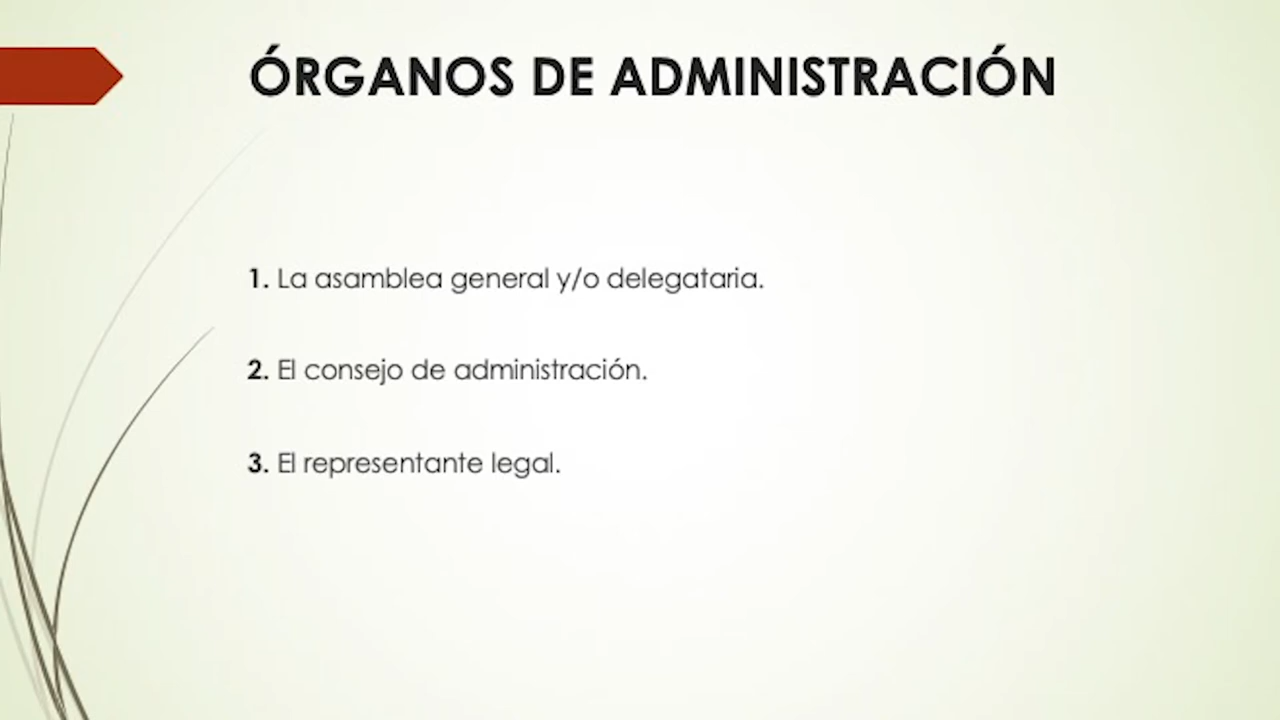 ÓRGANOS DE ADMINISTRACIÓN
1. La asamblea general y/o delegataria.
2. El consejo de administración.
3. El representante legal.